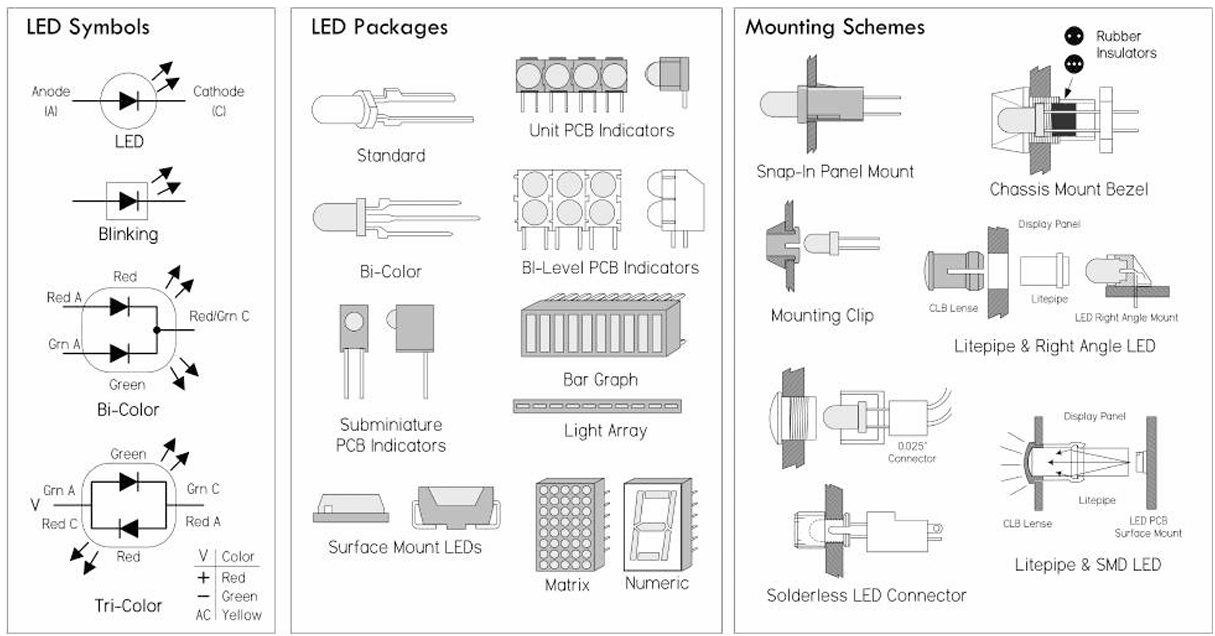 LED Symbols
Anode
(A)
Cathode
(C)
LED
Blinking
Red
Red A
Red/Grn C
Grn A
Green
Bi-Color
Green
Grn A
Grn C
V
Red C
Red A
Red
V Color
+ Red
− Green
AC Yellow
Tri-Color
LED Packages
Standard
Unit PCB Indicators
Bi-Color
BI-Level PCB Indicators
Subminiature
PCB Indicators
Bar Graph
Light Array
Surface Mount LEDs
Matrix
Numeric
Mounting Schemes
Rubber
Insulators
Snap-In Panel Mount
Chassis Mount Bezel
Mounting Clip
Display Panel
CLB Lense
Litepipe
LED Right Angle Mount
Litepipe & Right Angle LED
0.025"
Connector
Solderless LED Connector
Display Panel
Litepipe
CLB Lense
LED PCB
Surface Mount
Litepipe & SMD LED